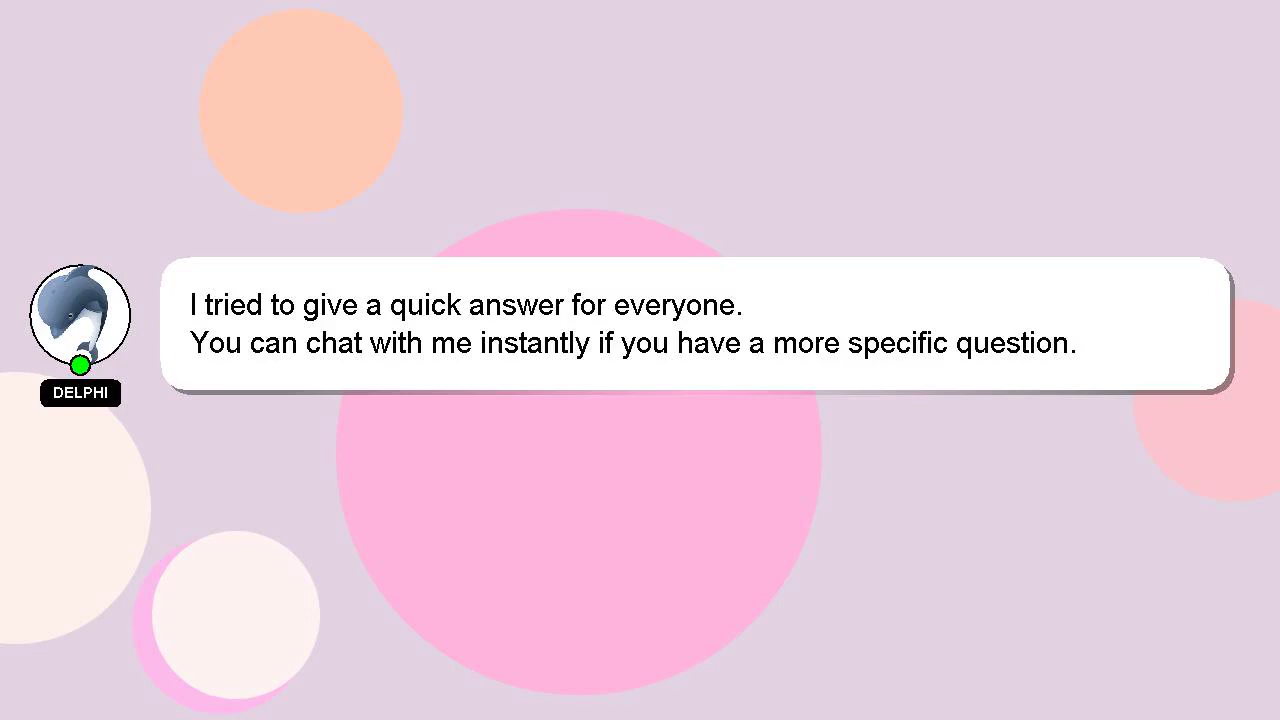 I tried to give a quick answer for everyone.
You can chat with me instantly if you have a more specific question.
DELPHI